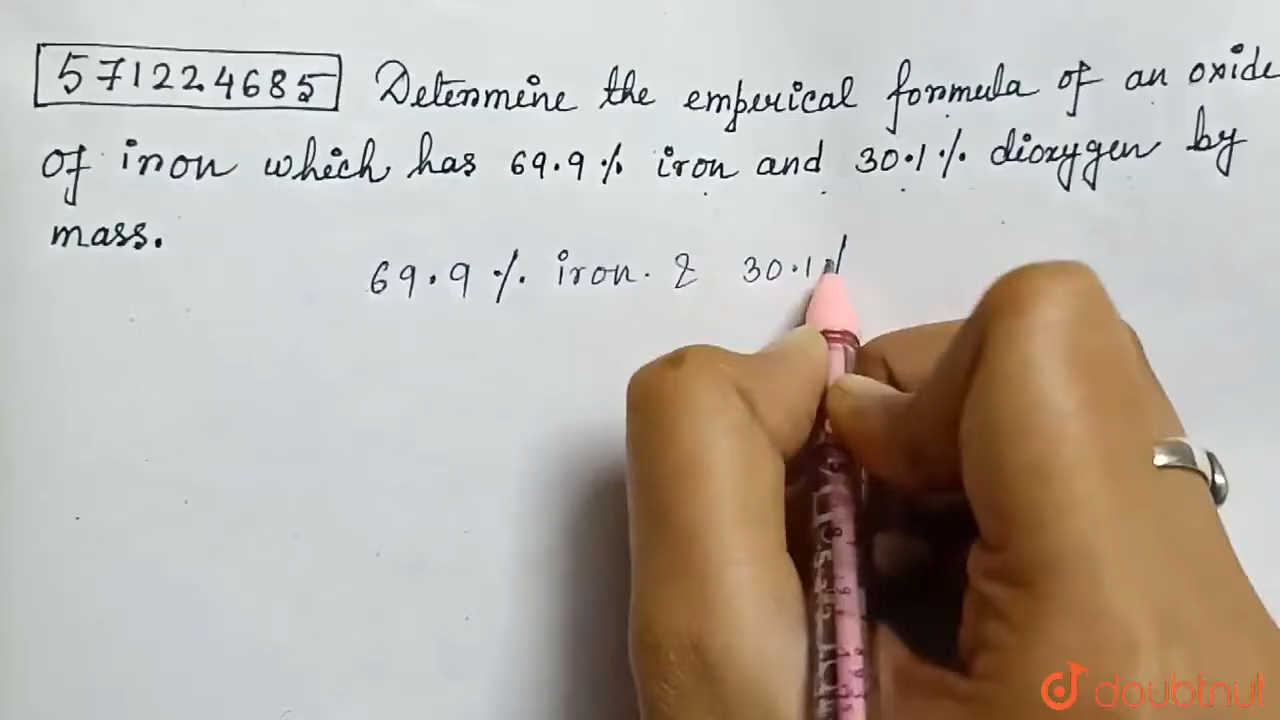 571224685 Determine the emperical formula of an oxide
of iron which has 69.9% iron and 30.1% dioxygen by
mass.
69.9% iron. & 30.1%
doubtnut